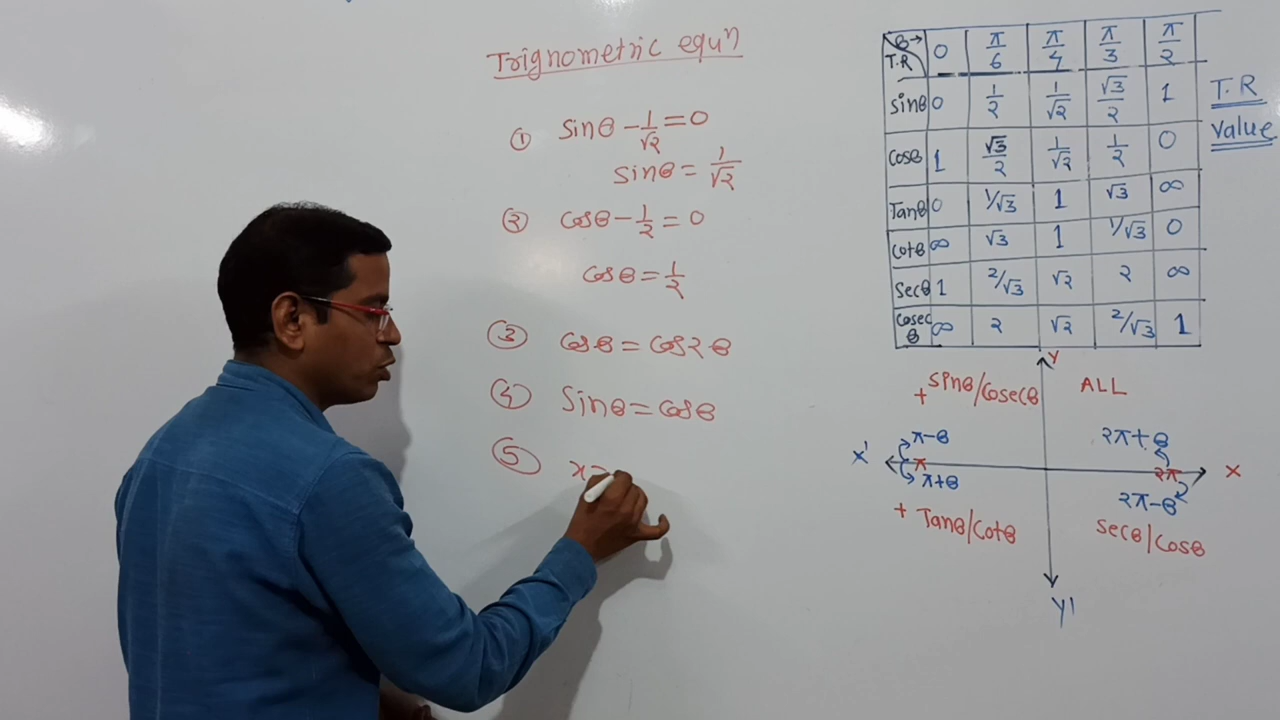 Trignometric equⁿ
① sinθ - 1/√2 = 0
sinθ = 1/√2
② cosθ - 1/2 = 0
cosθ = 1/2
③ cosθ = cos2θ
④ Sinθ = cosθ
⑤ x=
θ→ T.R 0 π/6 π/4 π/3 π/2
sinθ 0 1/2 1/√2 √3/2 1
cosθ 1 √3/2 1/√2 1/2 0
Tanθ 0 1/√3 1 √3 ∞
cotθ ∞ √3 1 1/√3 0
secθ 1 2/√3 √2 2 ∞
cosec θ ∞ 2 √2 2/√3 1
T.R
value
Y
+ sinθ/cosecθ ALL
π-θ 2π+θ
X' π 2π X
π+θ 2π-θ
+ Tanθ/cotθ secθ/cosθ
Y'